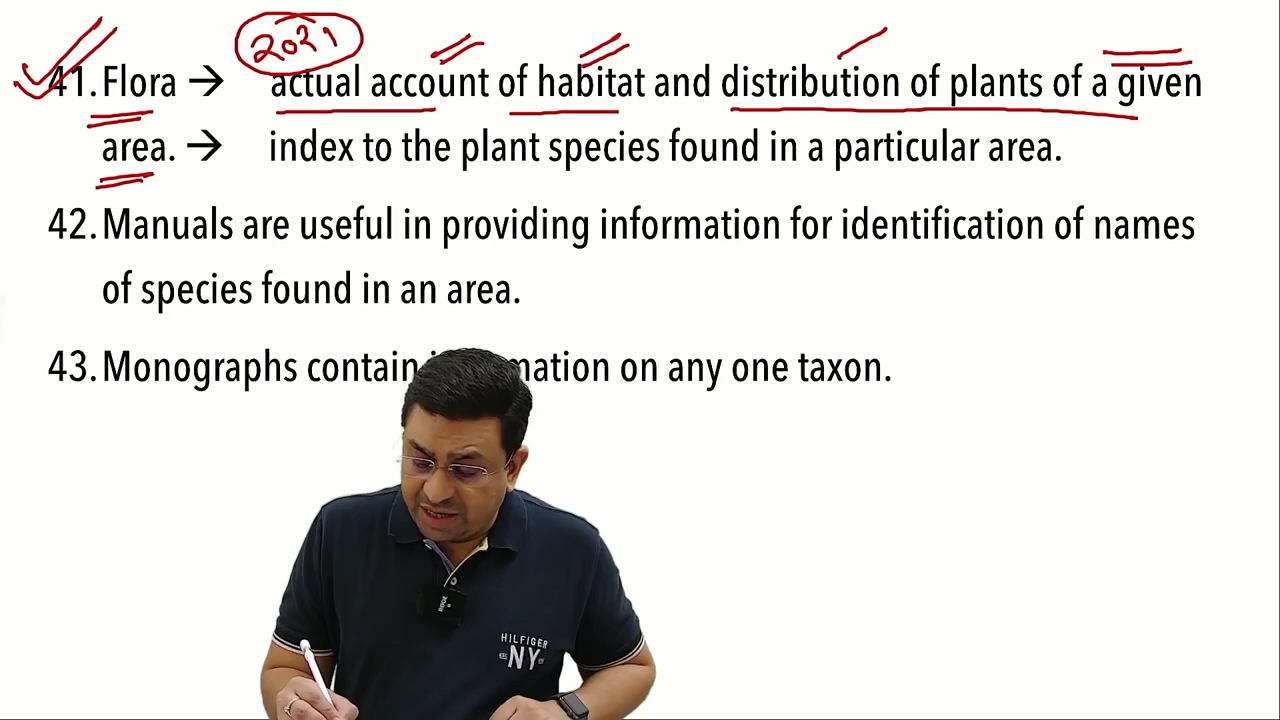 2021
41. Flora → actual account of habitat and distribution of plants of a given
area. → index to the plant species found in a particular area.
42. Manuals are useful in providing information for identification of names
of species found in an area.
43. Monographs contain on any one taxon.
RODE
HILFIGER
NY